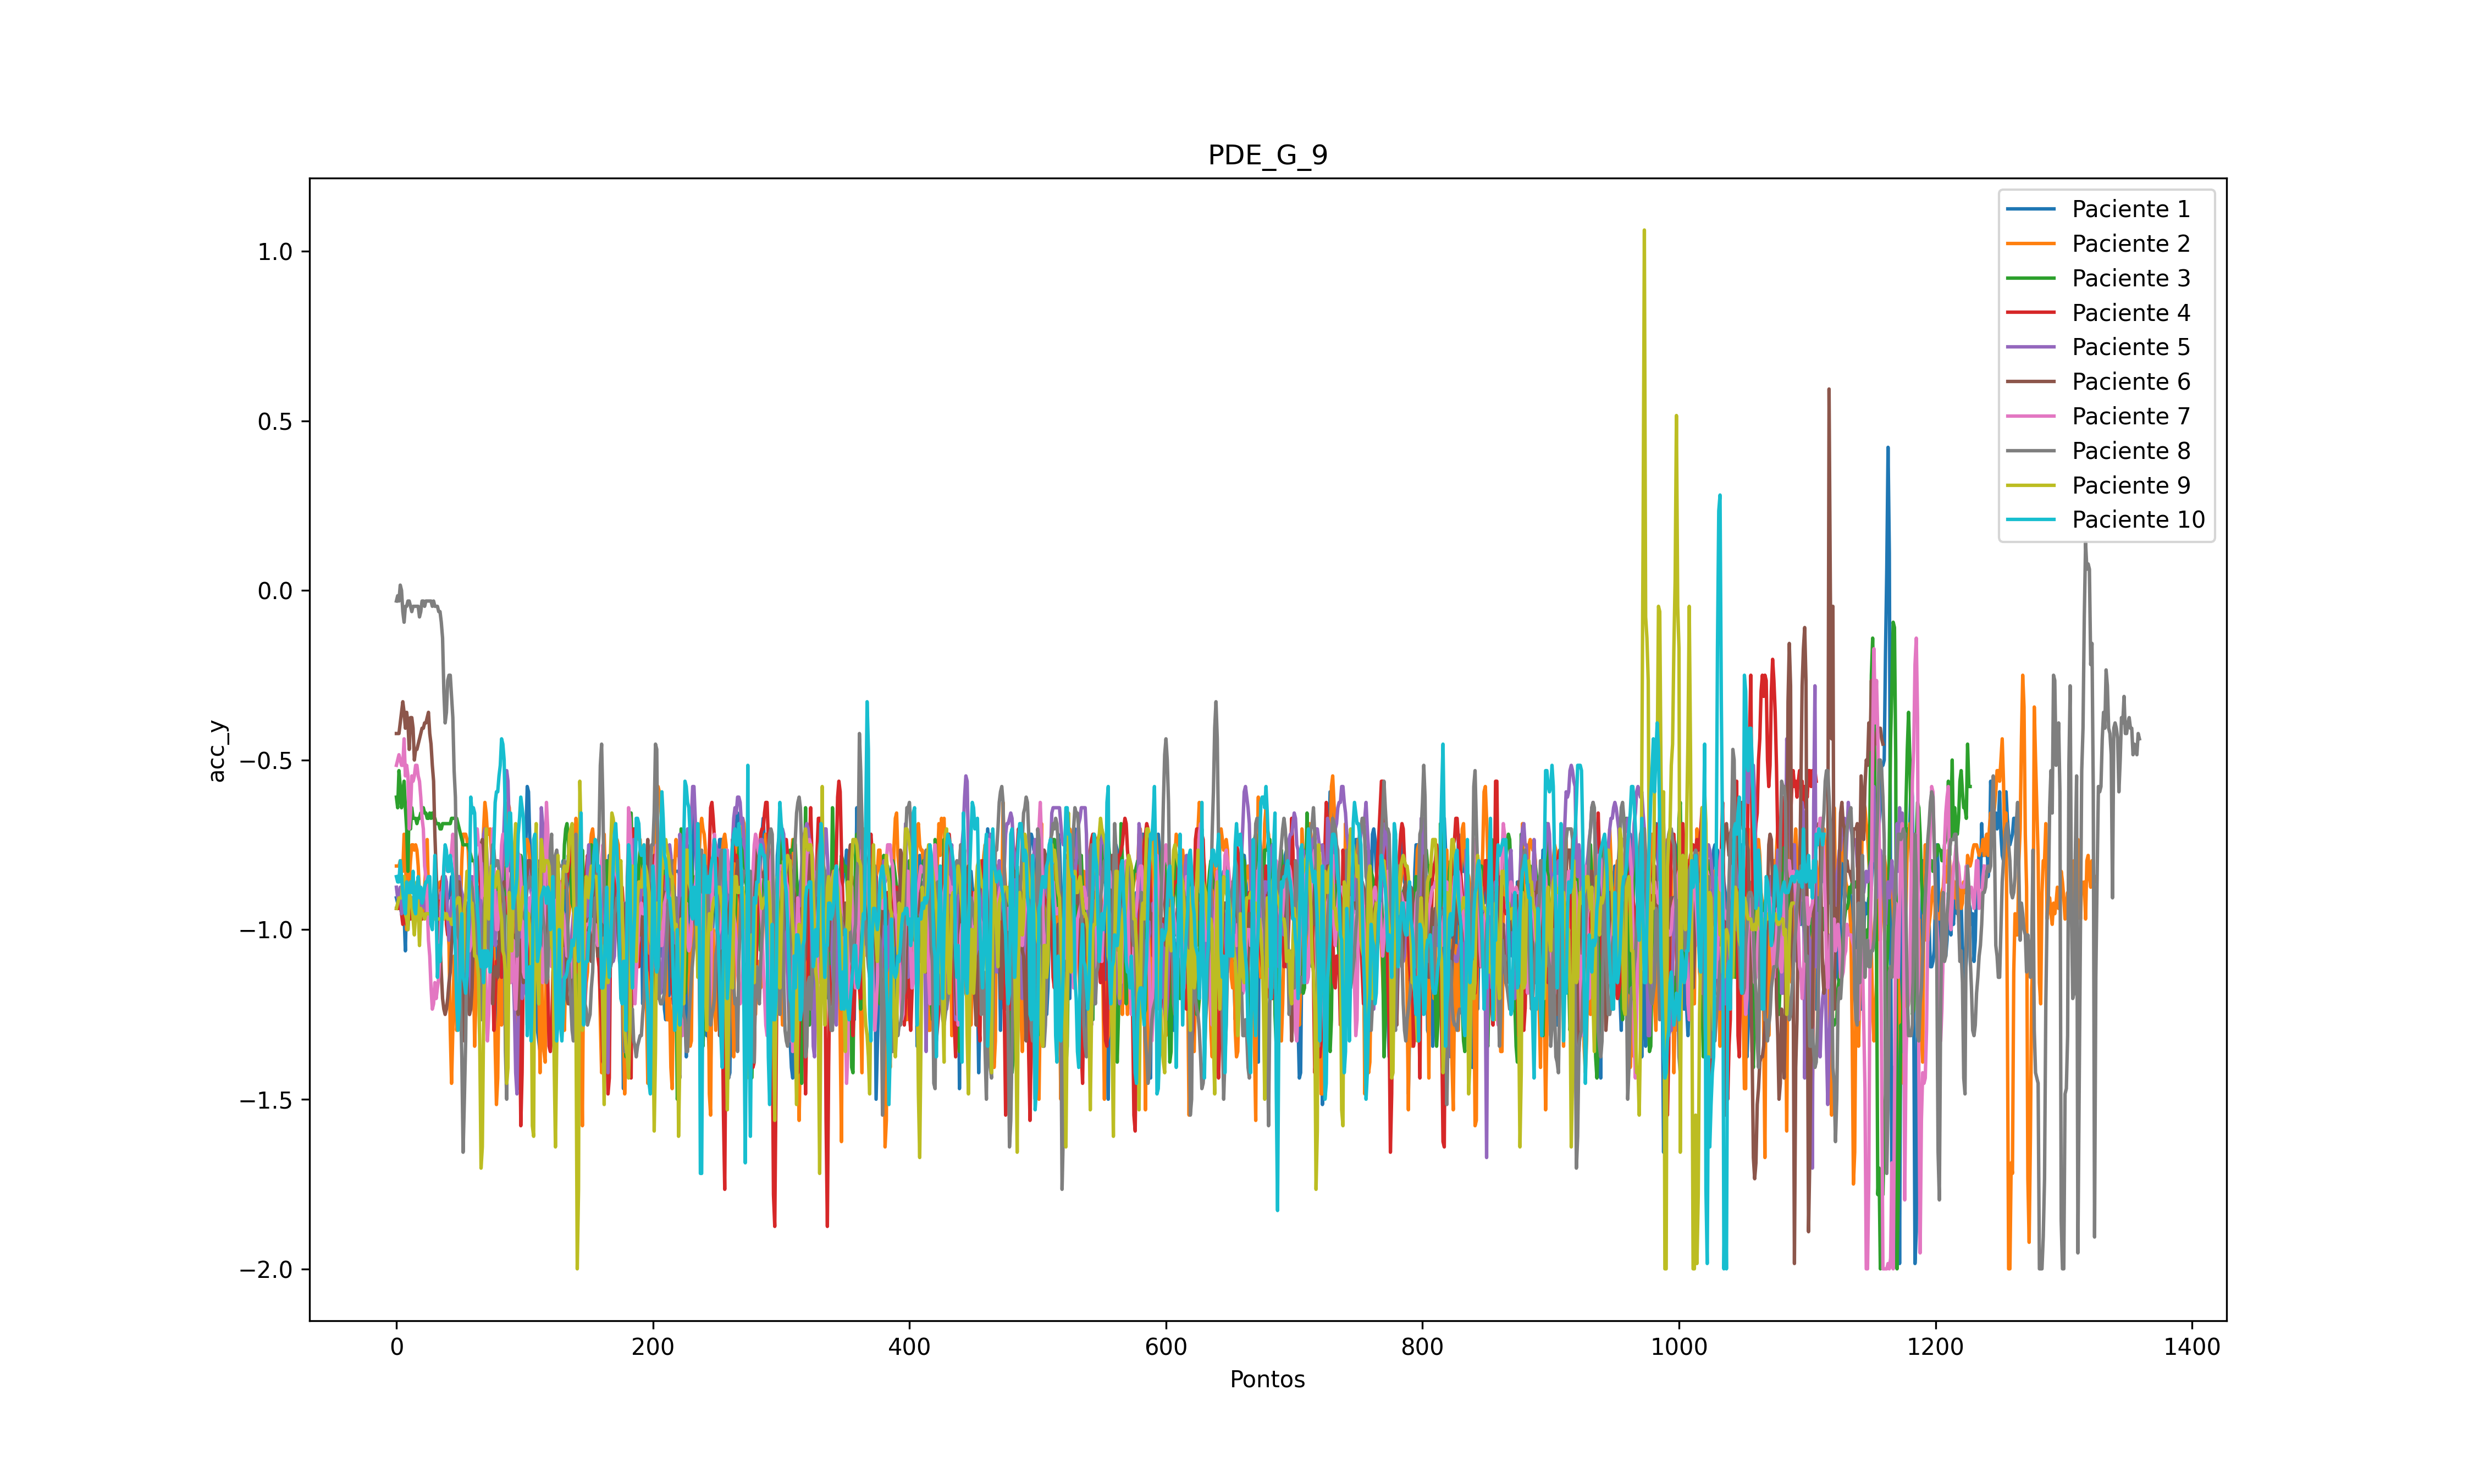 PDE_G_9
1.0
0.5
0.0
−0.5
−1.0
−1.5
−2.0
acc_y
0
200
400
600
800
1000
1200
1400
Pontos
Paciente 1
Paciente 2
Paciente 3
Paciente 4
Paciente 5
Paciente 6
Paciente 7
Paciente 8
Paciente 9
Paciente 10